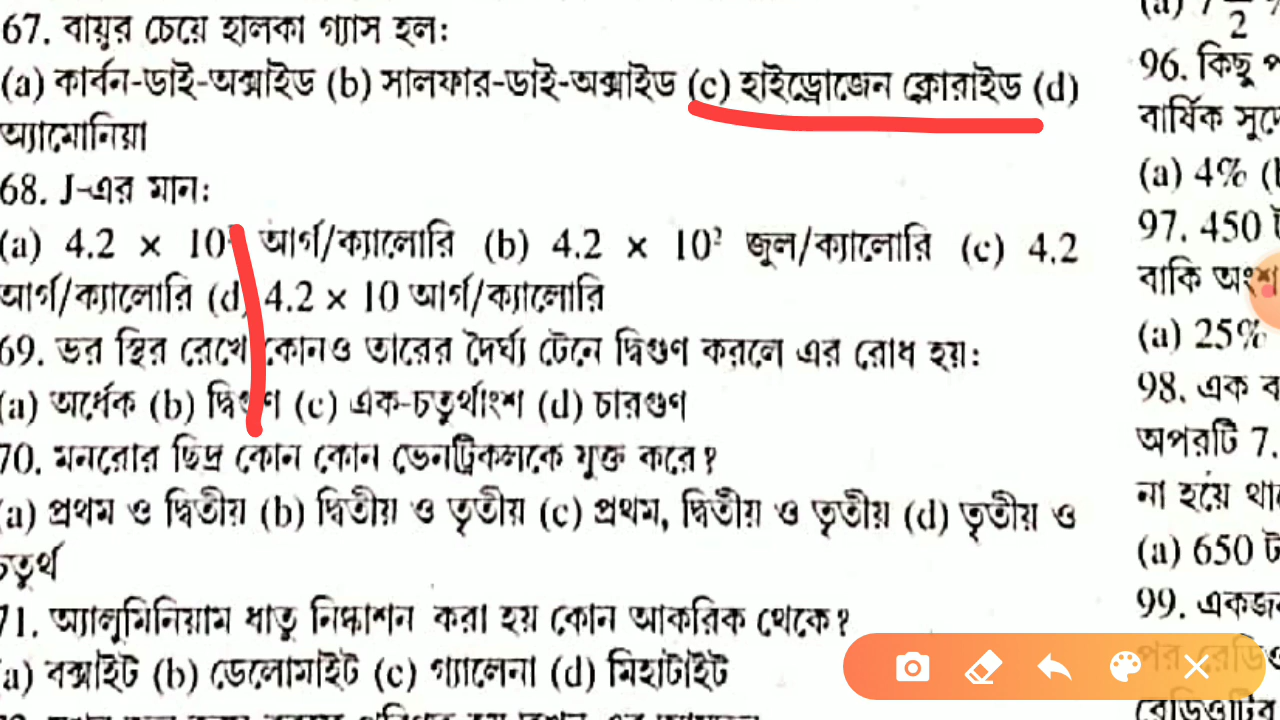 67. বায়ুর চেয়ে হালকা গ্যাস হল:
(a) কার্বন-ডাই-অক্সাইড (b) সালফার-ডাই-অক্সাইড (c) হাইড্রোজেন ক্লোরাইড (d)
অ্যামোনিয়া
68. J-এর মান:
(a) 4.2 × 10 আর্গ/ক্যালোরি (b) 4.2 × 10² জুল/ক্যালোরি (c) 4.2
আর্গ/ক্যালোরি (d) 4.2 × 10 আর্গ/ক্যালোরি
69. ভর স্থির রেখে কোনও তারের দৈর্ঘ্য টেনে দ্বিগুণ করলে এর রোধ হয়:
(a) অর্ধেক (b) দ্বিগুণ (c) এক-চতুর্থাংশ (d) চারগুণ
70. মনরোর ছিদ্র কোন কোন ভেনট্রিকলকে যুক্ত করে?
(a) প্রথম ও দ্বিতীয় (b) দ্বিতীয় ও তৃতীয় (c) প্রথম, দ্বিতীয় ও তৃতীয় (d) তৃতীয় ও
চতুর্থ
71. অ্যালুমিনিয়াম ধাতু নিষ্কাশন করা হয় কোন আকরিক থেকে?
(a) বক্সাইট (b) ডেলোমাইট (c) গ্যালেনা (d) মিহাটাইট
2
96. কিছু
বার্ষিক
(a) 4%
97. 450
বাকি
(a) 25%
98. এক
অপরটি 7.
না হয়ে
(a) 650
99.
পর